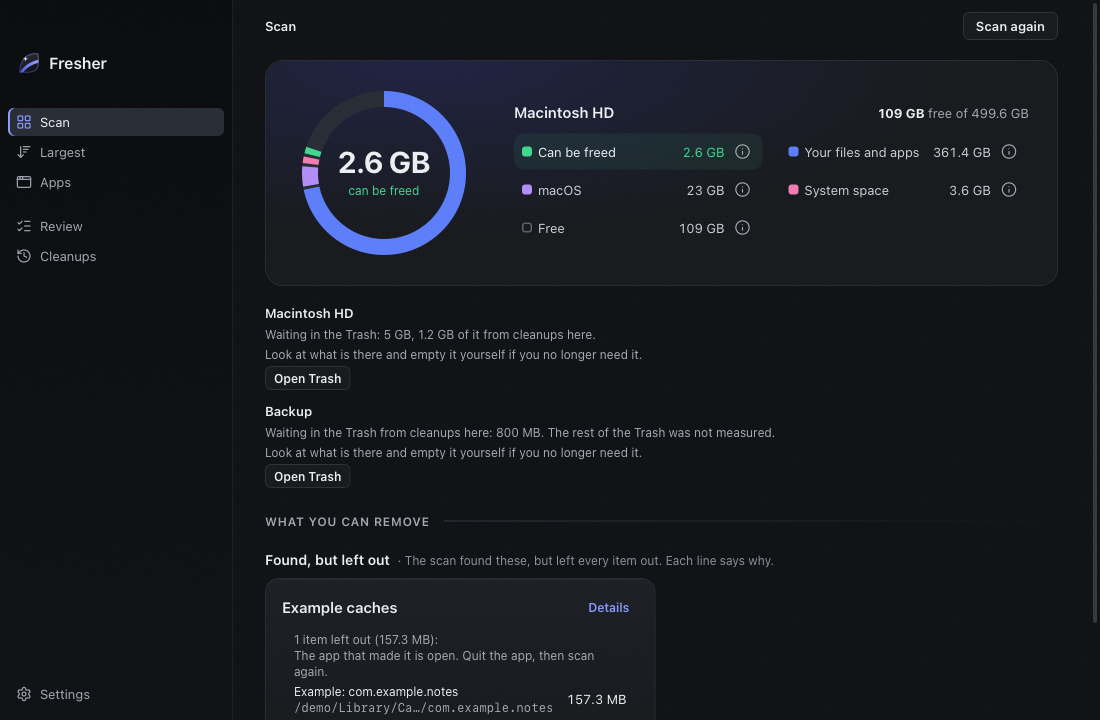 Fresher
Scan
Largest
Apps
Review
Cleanups
Settings
Scan
Scan again
2.6 GB
can be freed
Macintosh HD
109 GB free of 499.6 GB
Can be freed 2.6 GB
Your files and apps 361.4 GB
macOS 23 GB
System space 3.6 GB
Free 109 GB
Macintosh HD
Waiting in the Trash: 5 GB, 1.2 GB of it from cleanups here.
Look at what is there and empty it yourself if you no longer need it.
Open Trash
Backup
Waiting in the Trash from cleanups here: 800 MB. The rest of the Trash was not measured.
Look at what is there and empty it yourself if you no longer need it.
Open Trash
WHAT YOU CAN REMOVE
Found, but left out · The scan found these, but left every item out. Each line says why.
Example caches
Details
1 item left out (157.3 MB):
The app that made it is open. Quit the app, then scan
again.
Example: com.example.notes
157.3 MB
/demo/Library/Ca…/com.example.notes